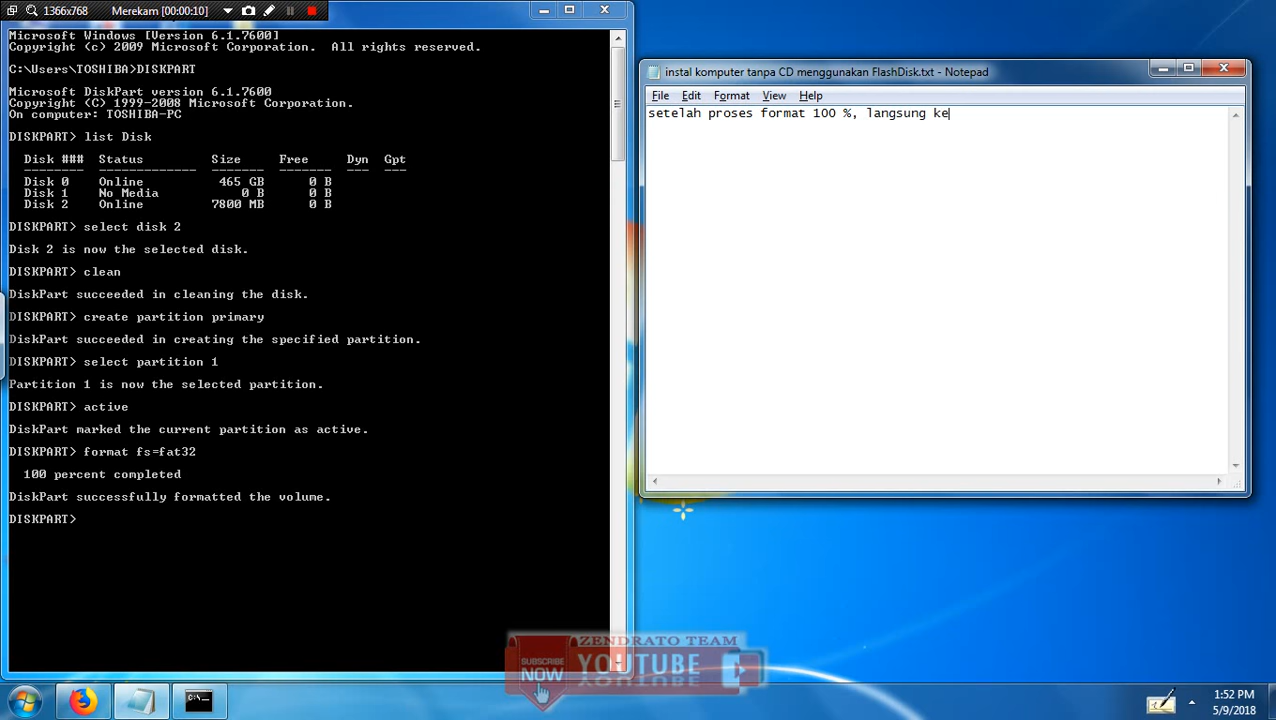 1366x768 Merekam [00:00:10]
Microsoft Windows [Version 6.1.7600]
Copyright (c) 2009 Microsoft Corporation.  All rights reserved.
C:\Users\TOSHIBA>DISKPART
Microsoft DiskPart version 6.1.7600
Copyright (C) 1999-2008 Microsoft Corporation.
On computer: TOSHIBA-PC
DISKPART> list Disk
Disk ### Status Size Free Dyn Gpt
-------- ------------- ------- ------- --- ---
Disk 0 Online 465 GB 0 B
Disk 1 No Media 0 B 0 B
Disk 2 Online 7800 MB 0 B
DISKPART> select disk 2
Disk 2 is now the selected disk.
DISKPART> clean
DiskPart succeeded in cleaning the disk.
DISKPART> create partition primary
DiskPart succeeded in creating the specified partition.
DISKPART> select partition 1
Partition 1 is now the selected partition.
DISKPART> active
DiskPart marked the current partition as active.
DISKPART> format fs=fat32
100 percent completed
DiskPart successfully formatted the volume.
DISKPART>
instal komputer tanpa CD menggunakan FlashDisk.txt - Notepad
File Edit Format View Help
setelah proses format 100 %, langsung ke
ZENDRATO TEAM
SUBSCRIBE
NOW
YOUTUBE
1:52 PM
5/9/2018